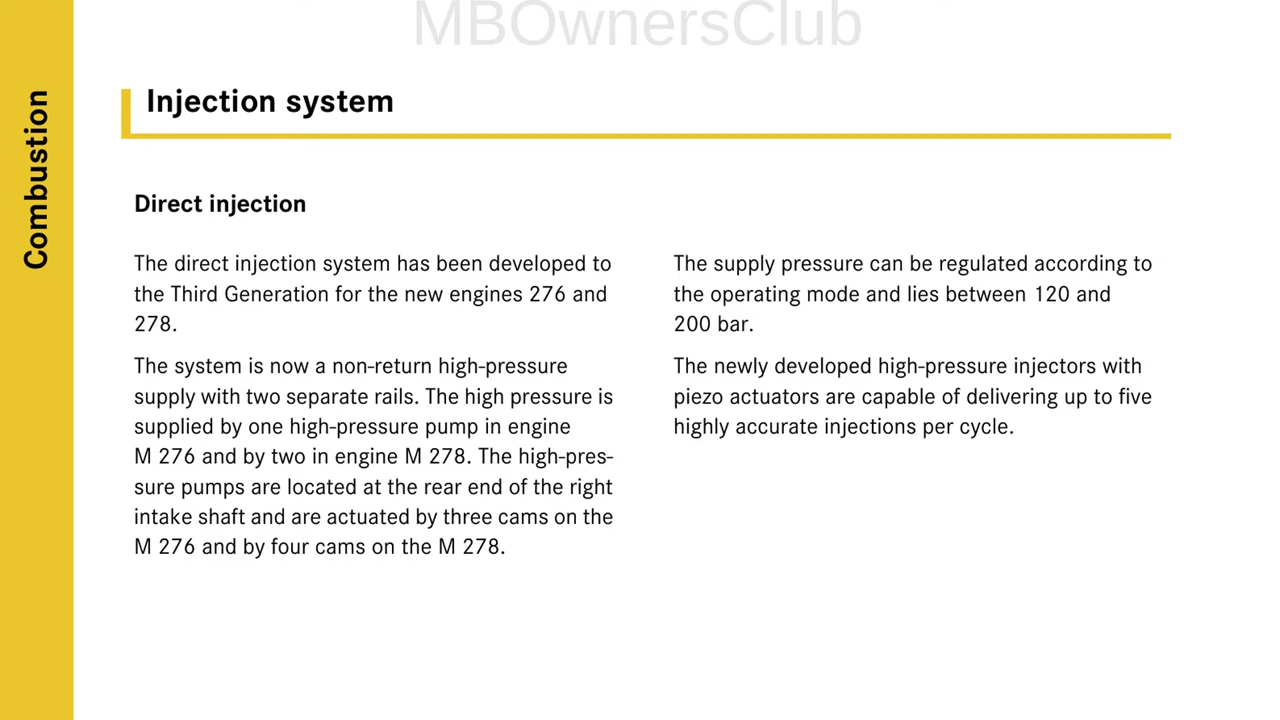 MBOwnersClub
Combustion
Injection system
Direct injection
The direct injection system has been developed to
the Third Generation for the new engines 276 and
278.
The system is now a non-return high-pressure
supply with two separate rails. The high pressure is
supplied by one high-pressure pump in engine
M 276 and by two in engine M 278. The high-pres-
sure pumps are located at the rear end of the right
intake shaft and are actuated by three cams on the
M 276 and by four cams on the M 278.
The supply pressure can be regulated according to
the operating mode and lies between 120 and
200 bar.
The newly developed high-pressure injectors with
piezo actuators are capable of delivering up to five
highly accurate injections per cycle.